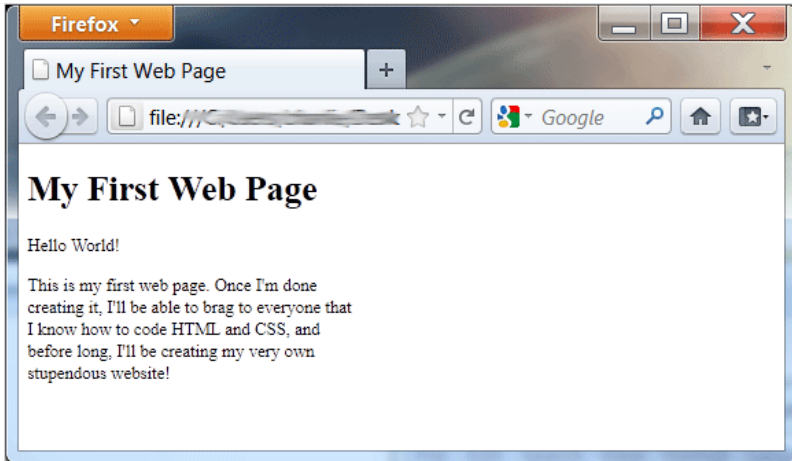 Firefox
My First Web Page
file:///C
Google
My First Web Page
Hello World!
This is my first web page. Once I'm done
creating it, I'll be able to brag to everyone that
I know how to code HTML and CSS, and
before long, I'll be creating my very own
stupendous website!